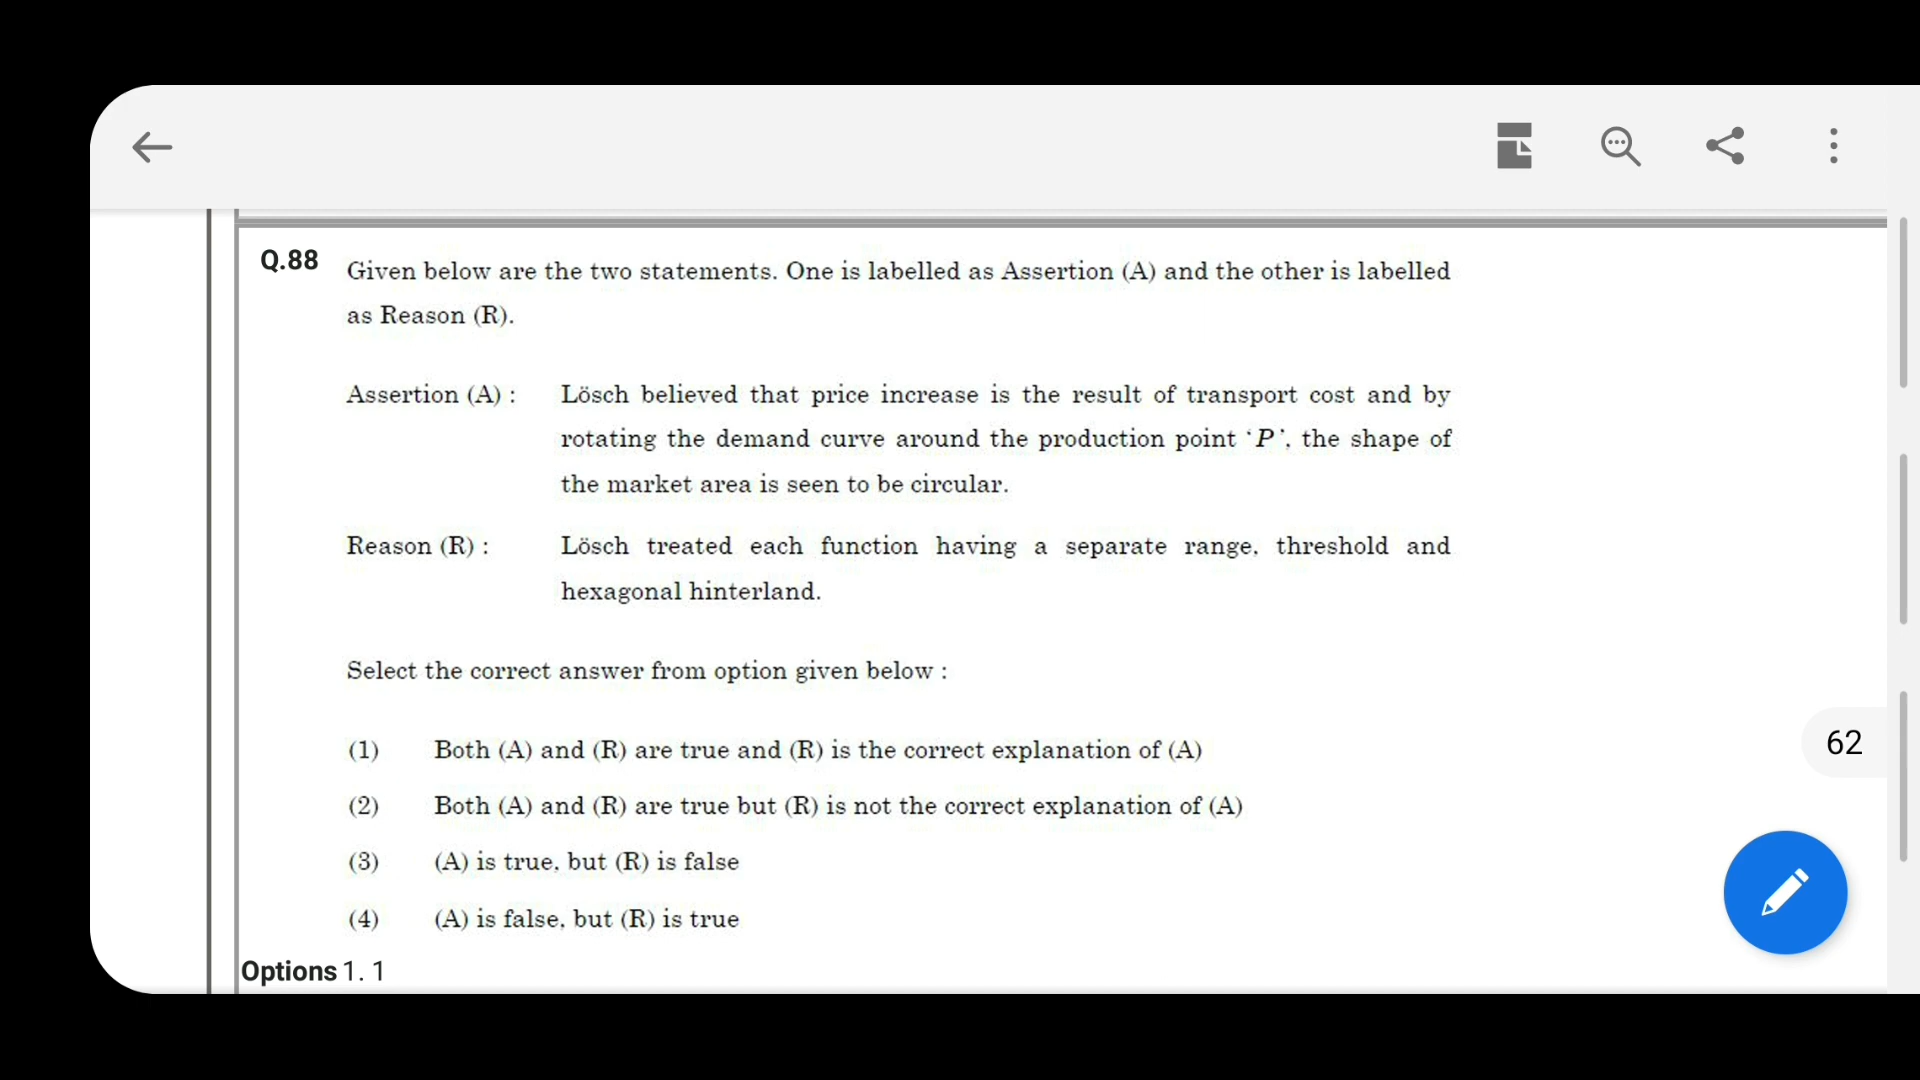 Q.88 Given below are the two statements. One is labelled as Assertion (A) and the other is labelled
as Reason (R).
Assertion (A) : Lösch believed that price increase is the result of transport cost and by
rotating the demand curve around the production point ‘P’, the shape of
the market area is seen to be circular.
Reason (R) : Lösch treated each function having a separate range, threshold and
hexagonal hinterland.
Select the correct answer from option given below :
(1) Both (A) and (R) are true and (R) is the correct explanation of (A)
(2) Both (A) and (R) are true but (R) is not the correct explanation of (A)
62
(3) (A) is true, but (R) is false
(4) (A) is false, but (R) is true
Options 1. 1